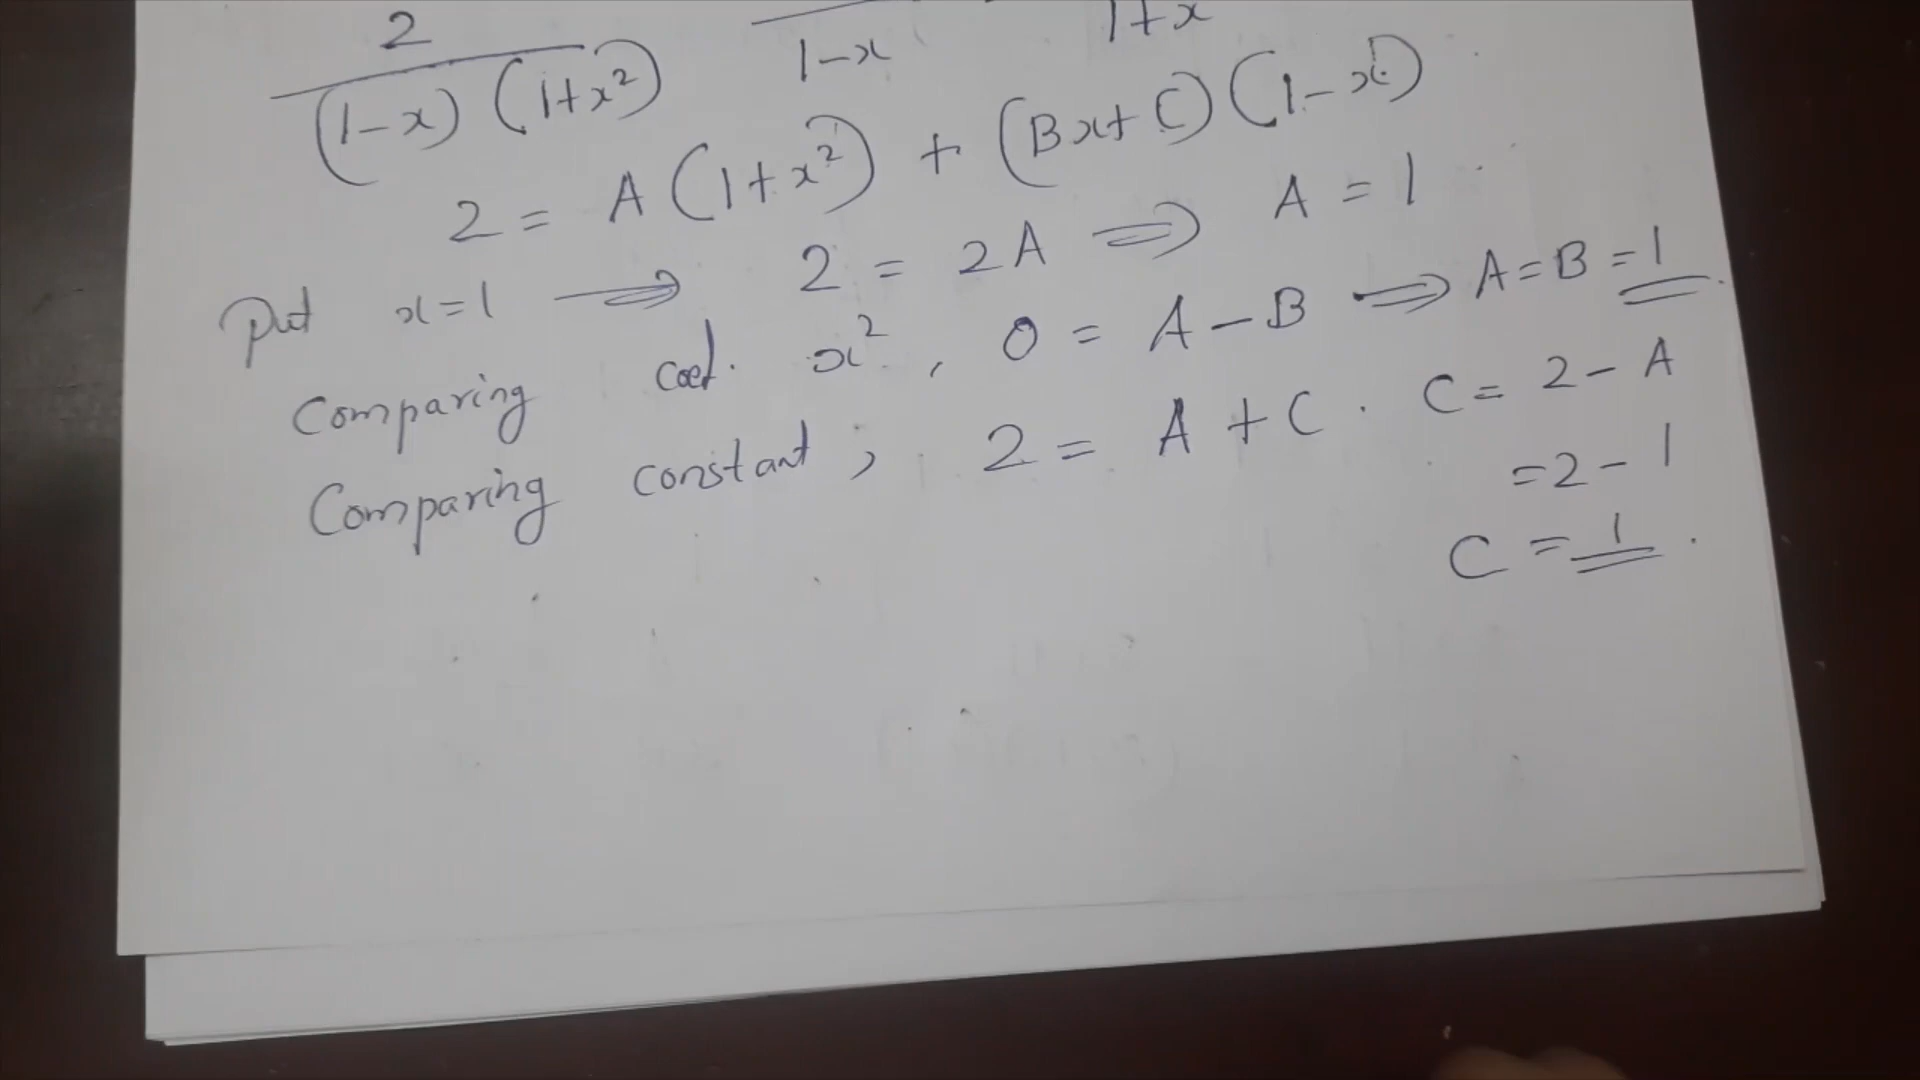 2
(1-x) (1+x²) 1-x 1+x
2 = A (1+x²) + (Bx+C) (1-x)
Put x=1 ⟹ 2 = 2A ⟹ A = 1
Comparing coef. x², 0 = A-B ⟹ A=B=1
Comparing constant, 2 = A+C. C = 2-A
=2-1
C = 1.